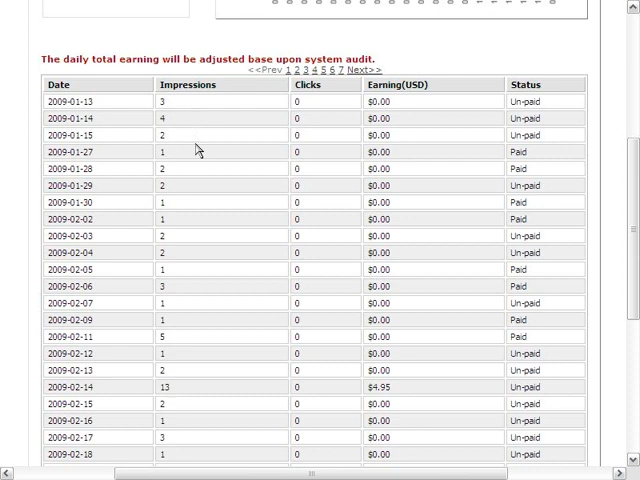 The daily total earning will be adjusted base upon system audit.
<<Prev 1 2 3 4 5 6 7 Next>>
Date Impressions Clicks Earning(USD) Status
2009-01-13 3 0 $0.00 Un-paid
2009-01-14 4 0 $0.00 Un-paid
2009-01-15 2 0 $0.00 Un-paid
2009-01-27 1 0 $0.00 Paid
2009-01-28 2 0 $0.00 Paid
2009-01-29 2 0 $0.00 Un-paid
2009-01-30 1 0 $0.00 Paid
2009-02-02 1 0 $0.00 Paid
2009-02-03 2 0 $0.00 Un-paid
2009-02-04 2 0 $0.00 Un-paid
2009-02-05 1 0 $0.00 Paid
2009-02-06 3 0 $0.00 Paid
2009-02-07 1 0 $0.00 Un-paid
2009-02-09 1 0 $0.00 Paid
2009-02-11 5 0 $0.00 Paid
2009-02-12 1 0 $0.00 Un-paid
2009-02-13 2 0 $0.00 Un-paid
2009-02-14 13 0 $4.95 Un-paid
2009-02-15 2 0 $0.00 Un-paid
2009-02-16 1 0 $0.00 Un-paid
2009-02-17 3 0 $0.00 Un-paid
2009-02-18 1 0 $0.00 Un-paid